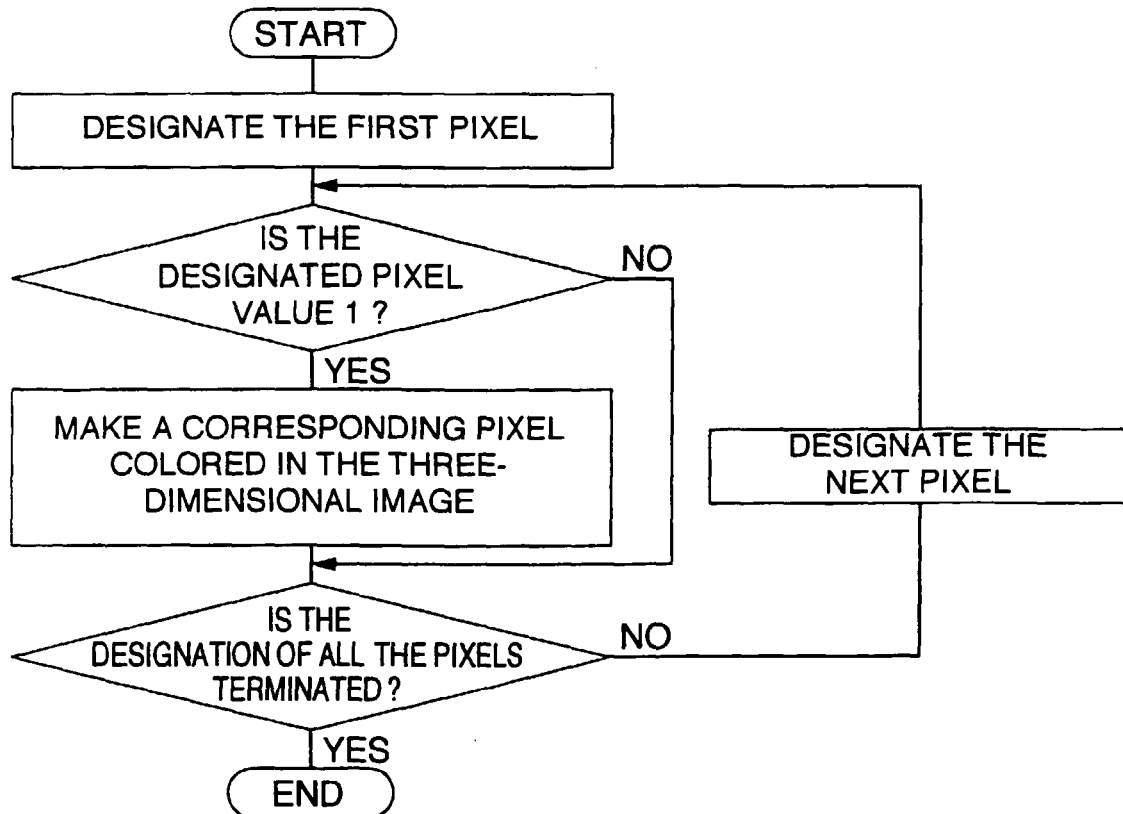 START
DESIGNATE THE FIRST PIXEL
IS THE
DESIGNATED PIXEL
VALUE 1 ?
NO
YES
MAKE A CORRESPONDING PIXEL
COLORED IN THE THREE-
DIMENSIONAL IMAGE
DESIGNATE THE
NEXT PIXEL
IS THE
DESIGNATION OF ALL THE PIXELS
TERMINATED ?
NO
YES
END